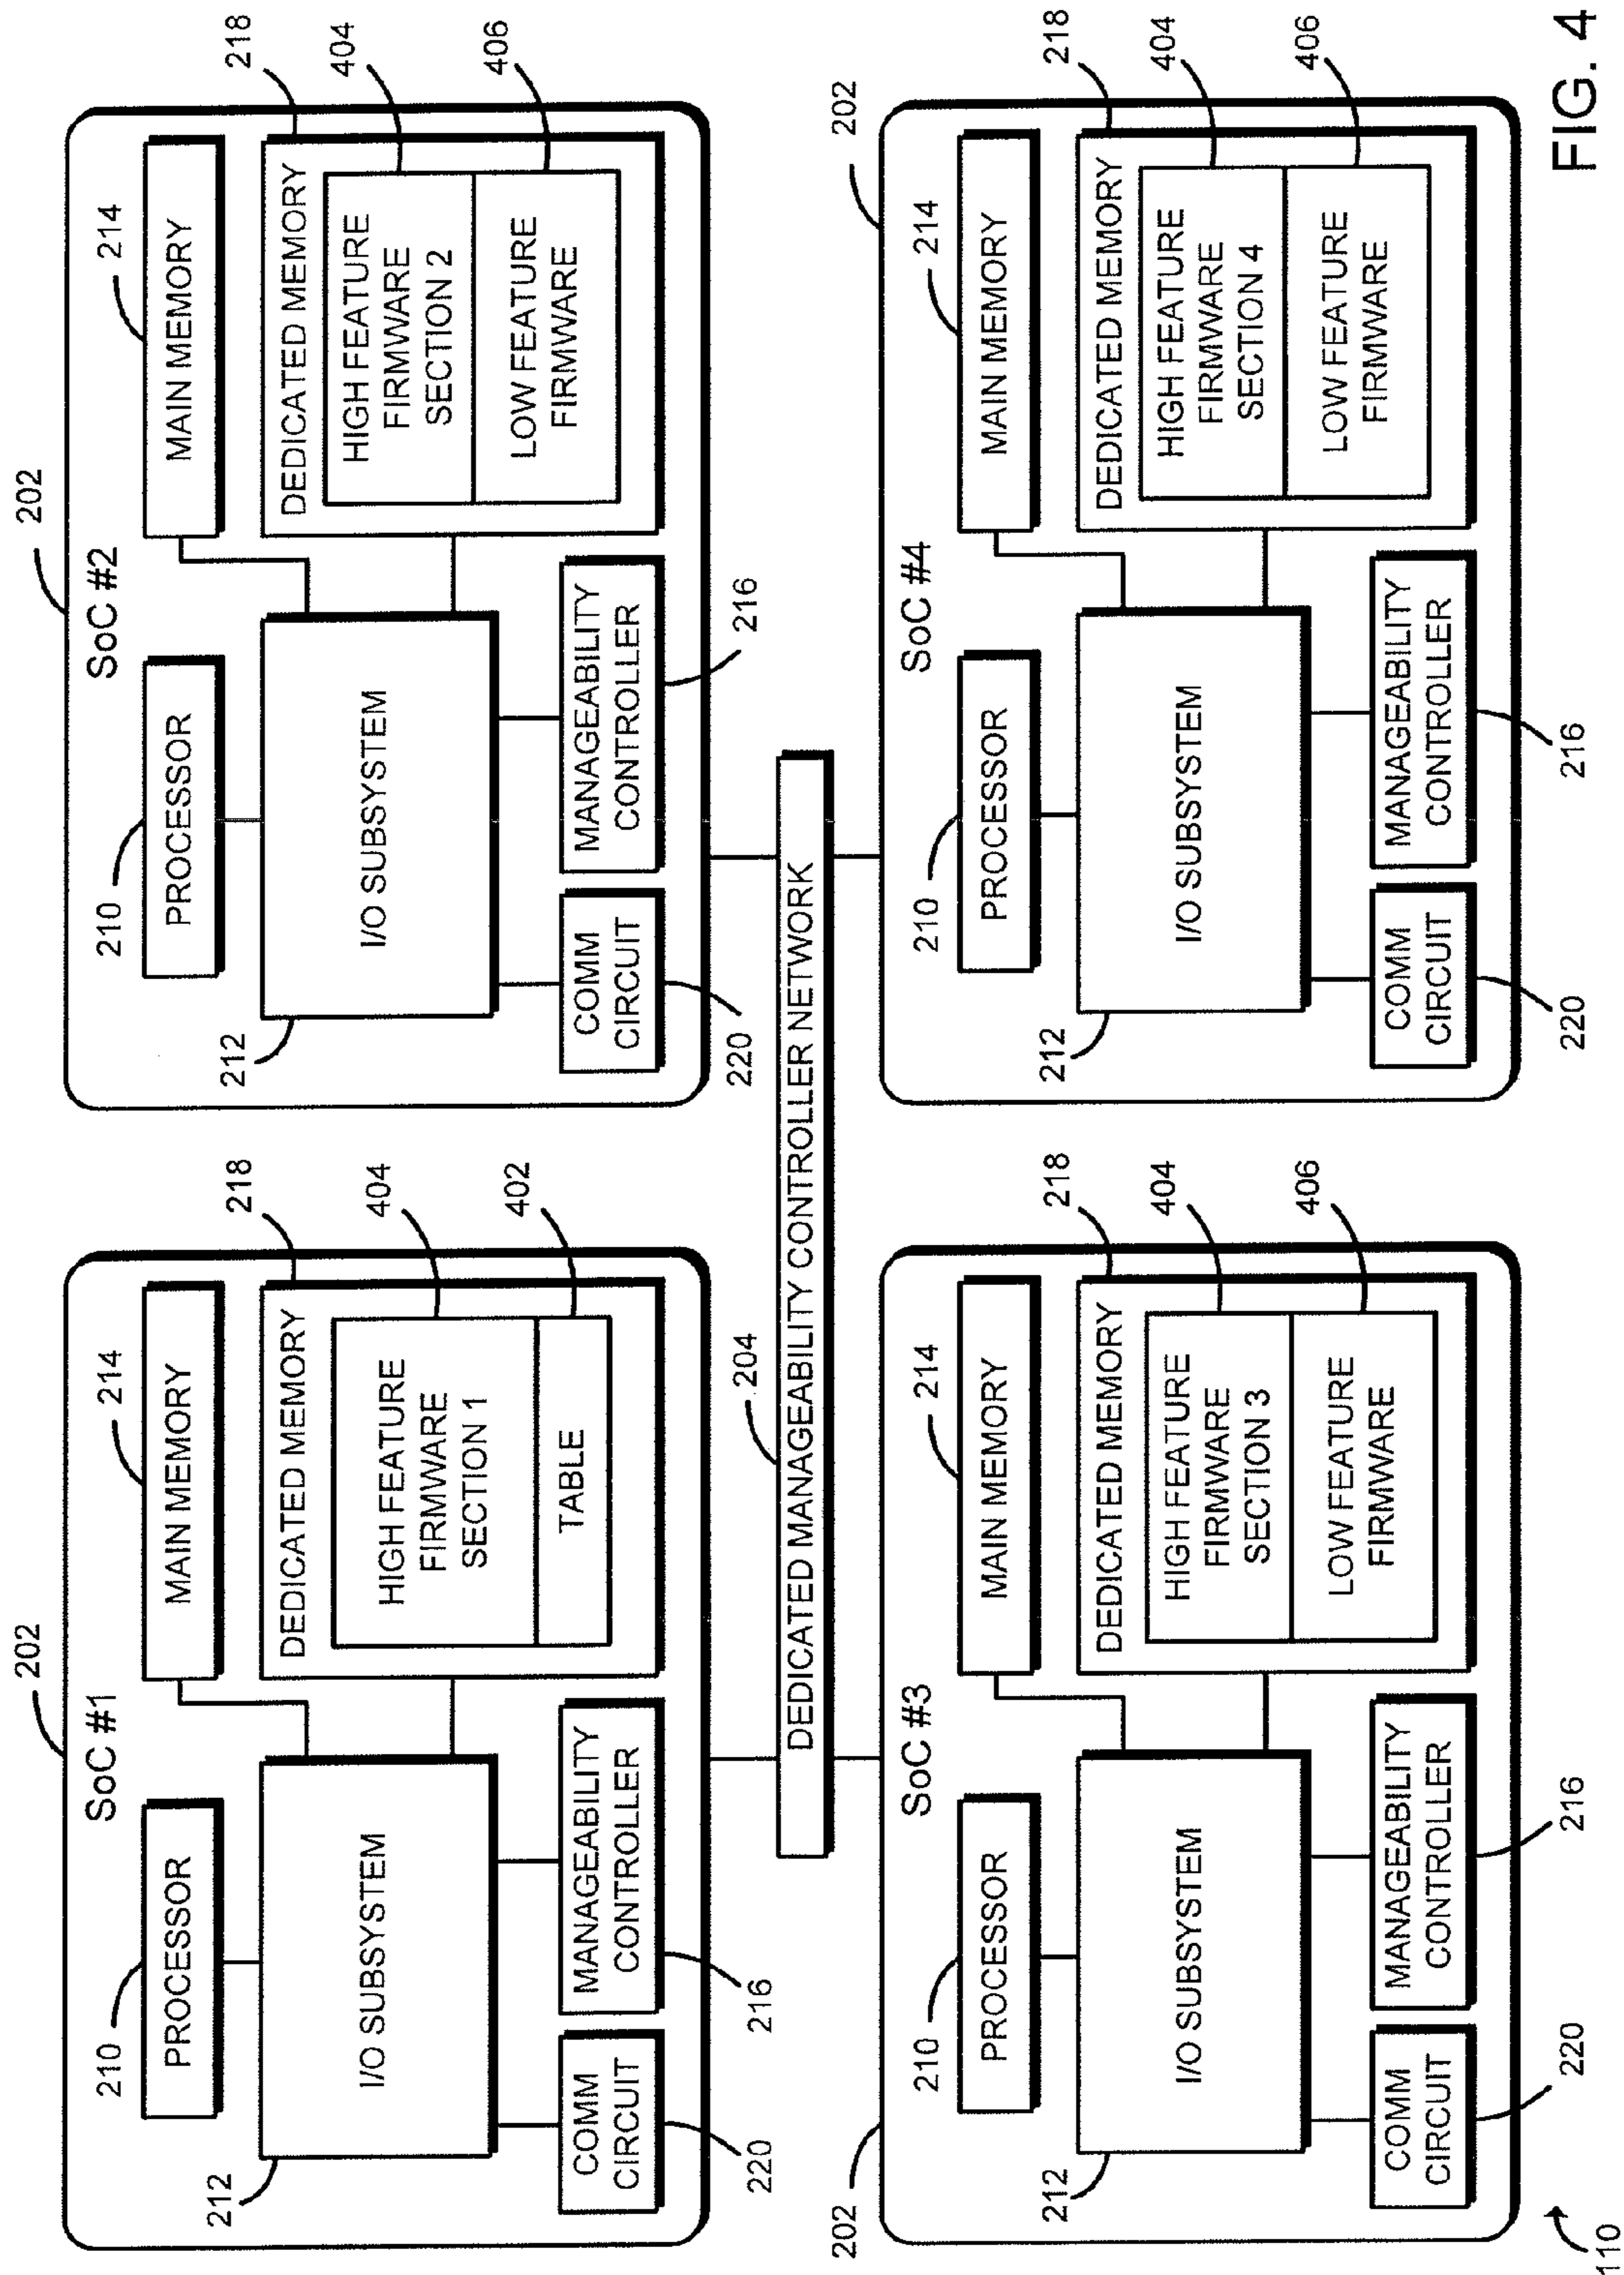 202
SoC #1
210
PROCESSOR
214
MAIN MEMORY
218
212
I/O SUBSYSTEM
DEDICATED MEMORY
404
HIGH FEATURE
FIRMWARE
SECTION 1
402
TABLE
COMM
CIRCUIT
220
MANAGEABILITY
CONTROLLER
216
202
SoC #2
210
PROCESSOR
214
MAIN MEMORY
218
212
I/O SUBSYSTEM
DEDICATED MEMORY
404
HIGH FEATURE
FIRMWARE
SECTION 2
406
LOW FEATURE
FIRMWARE
COMM
CIRCUIT
220
MANAGEABILITY
CONTROLLER
216
204
DEDICATED MANAGEABILITY CONTROLLER NETWORK
202
SoC #3
210
PROCESSOR
214
MAIN MEMORY
218
212
I/O SUBSYSTEM
DEDICATED MEMORY
404
HIGH FEATURE
FIRMWARE
SECTION 3
406
LOW FEATURE
FIRMWARE
COMM
CIRCUIT
220
MANAGEABILITY
CONTROLLER
216
202
SoC #4
210
PROCESSOR
214
MAIN MEMORY
218
212
I/O SUBSYSTEM
DEDICATED MEMORY
404
HIGH FEATURE
FIRMWARE
SECTION 4
406
LOW FEATURE
FIRMWARE
COMM
CIRCUIT
220
MANAGEABILITY
CONTROLLER
216
110
FIG. 4